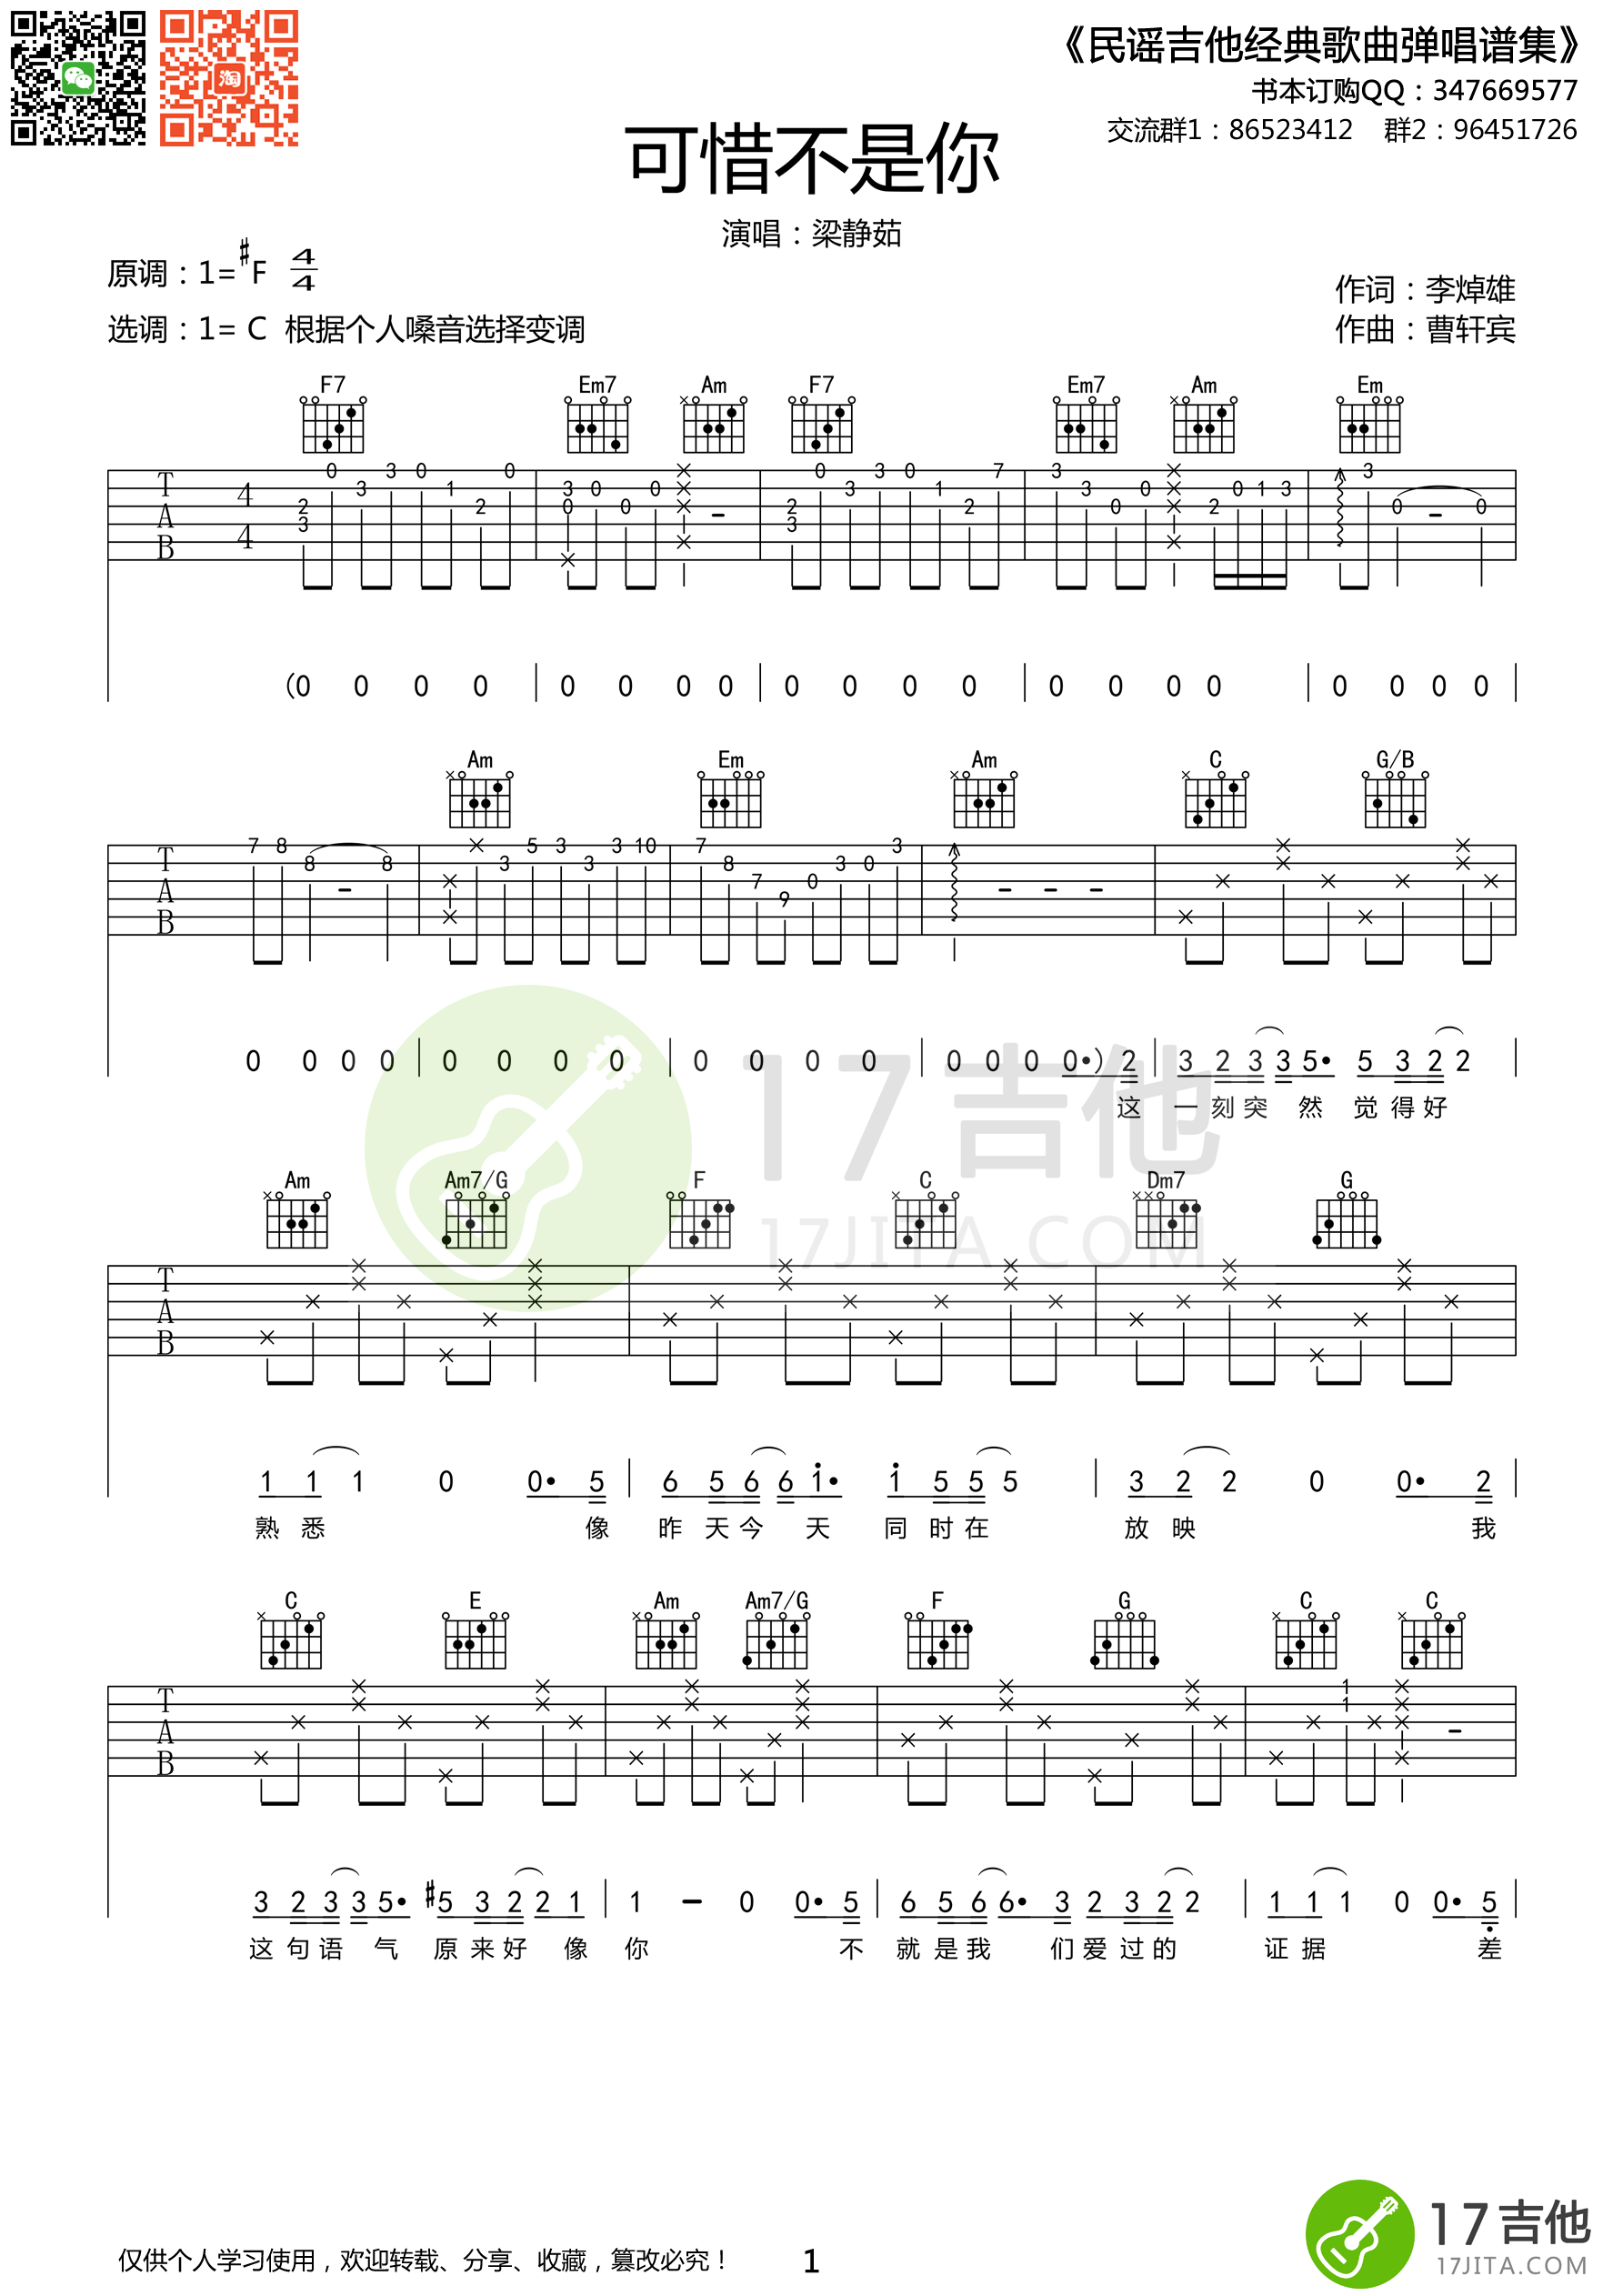 《民谣吉他经典歌曲弹唱谱集》
书本订购QQ：347669577
交流群1：86523412 群2：96451726
可惜不是你
演唱：梁静茹
原调：1=#F 4/4
作词：李焯雄
选调：1= C 根据个人嗓音选择变调
作曲：曹轩宾
F7 Em7 Am F7 Em7 Am Em
T A B 4 4
(0 0 0 0 | 0 0 0 0 | 0 0 0 0 | 0 0 0 0 | 0 0 0 0 |
Am Em Am C G/B
T A B
0 0 0 0 | 0 0 0 0 | 0 0 0 0 | 0 0 0 0•) 2 | 3 2 3 3 5• 5 3 2 2 |
这 一 刻 突 然 觉 得 好
17吉他
17JITA.COM
Am Am7/G F C Dm7 G
T A B
1 1 1 0 0• 5 | 6 5 6 6 1• 1 5 5 5 | 3 2 2 0 0• 2 |
熟 悉 像 昨 天 今 天 同 时 在 放 映 我
C E Am Am7/G F G C C
T A B
3 2 3 3 5• #5 3 2 2 1 | 1 – 0 0• 5 | 6 5 6 6• 3 2 3 2 2 | 1 1 1 0 0• 5 |
这 句 语 气 原 来 好 像 你 不 就 是 我 们 爱 过 的 证 据 差
仅供个人学习使用，欢迎转载、分享、收藏，篡改必究！ 1
17吉他
17JITA.COM